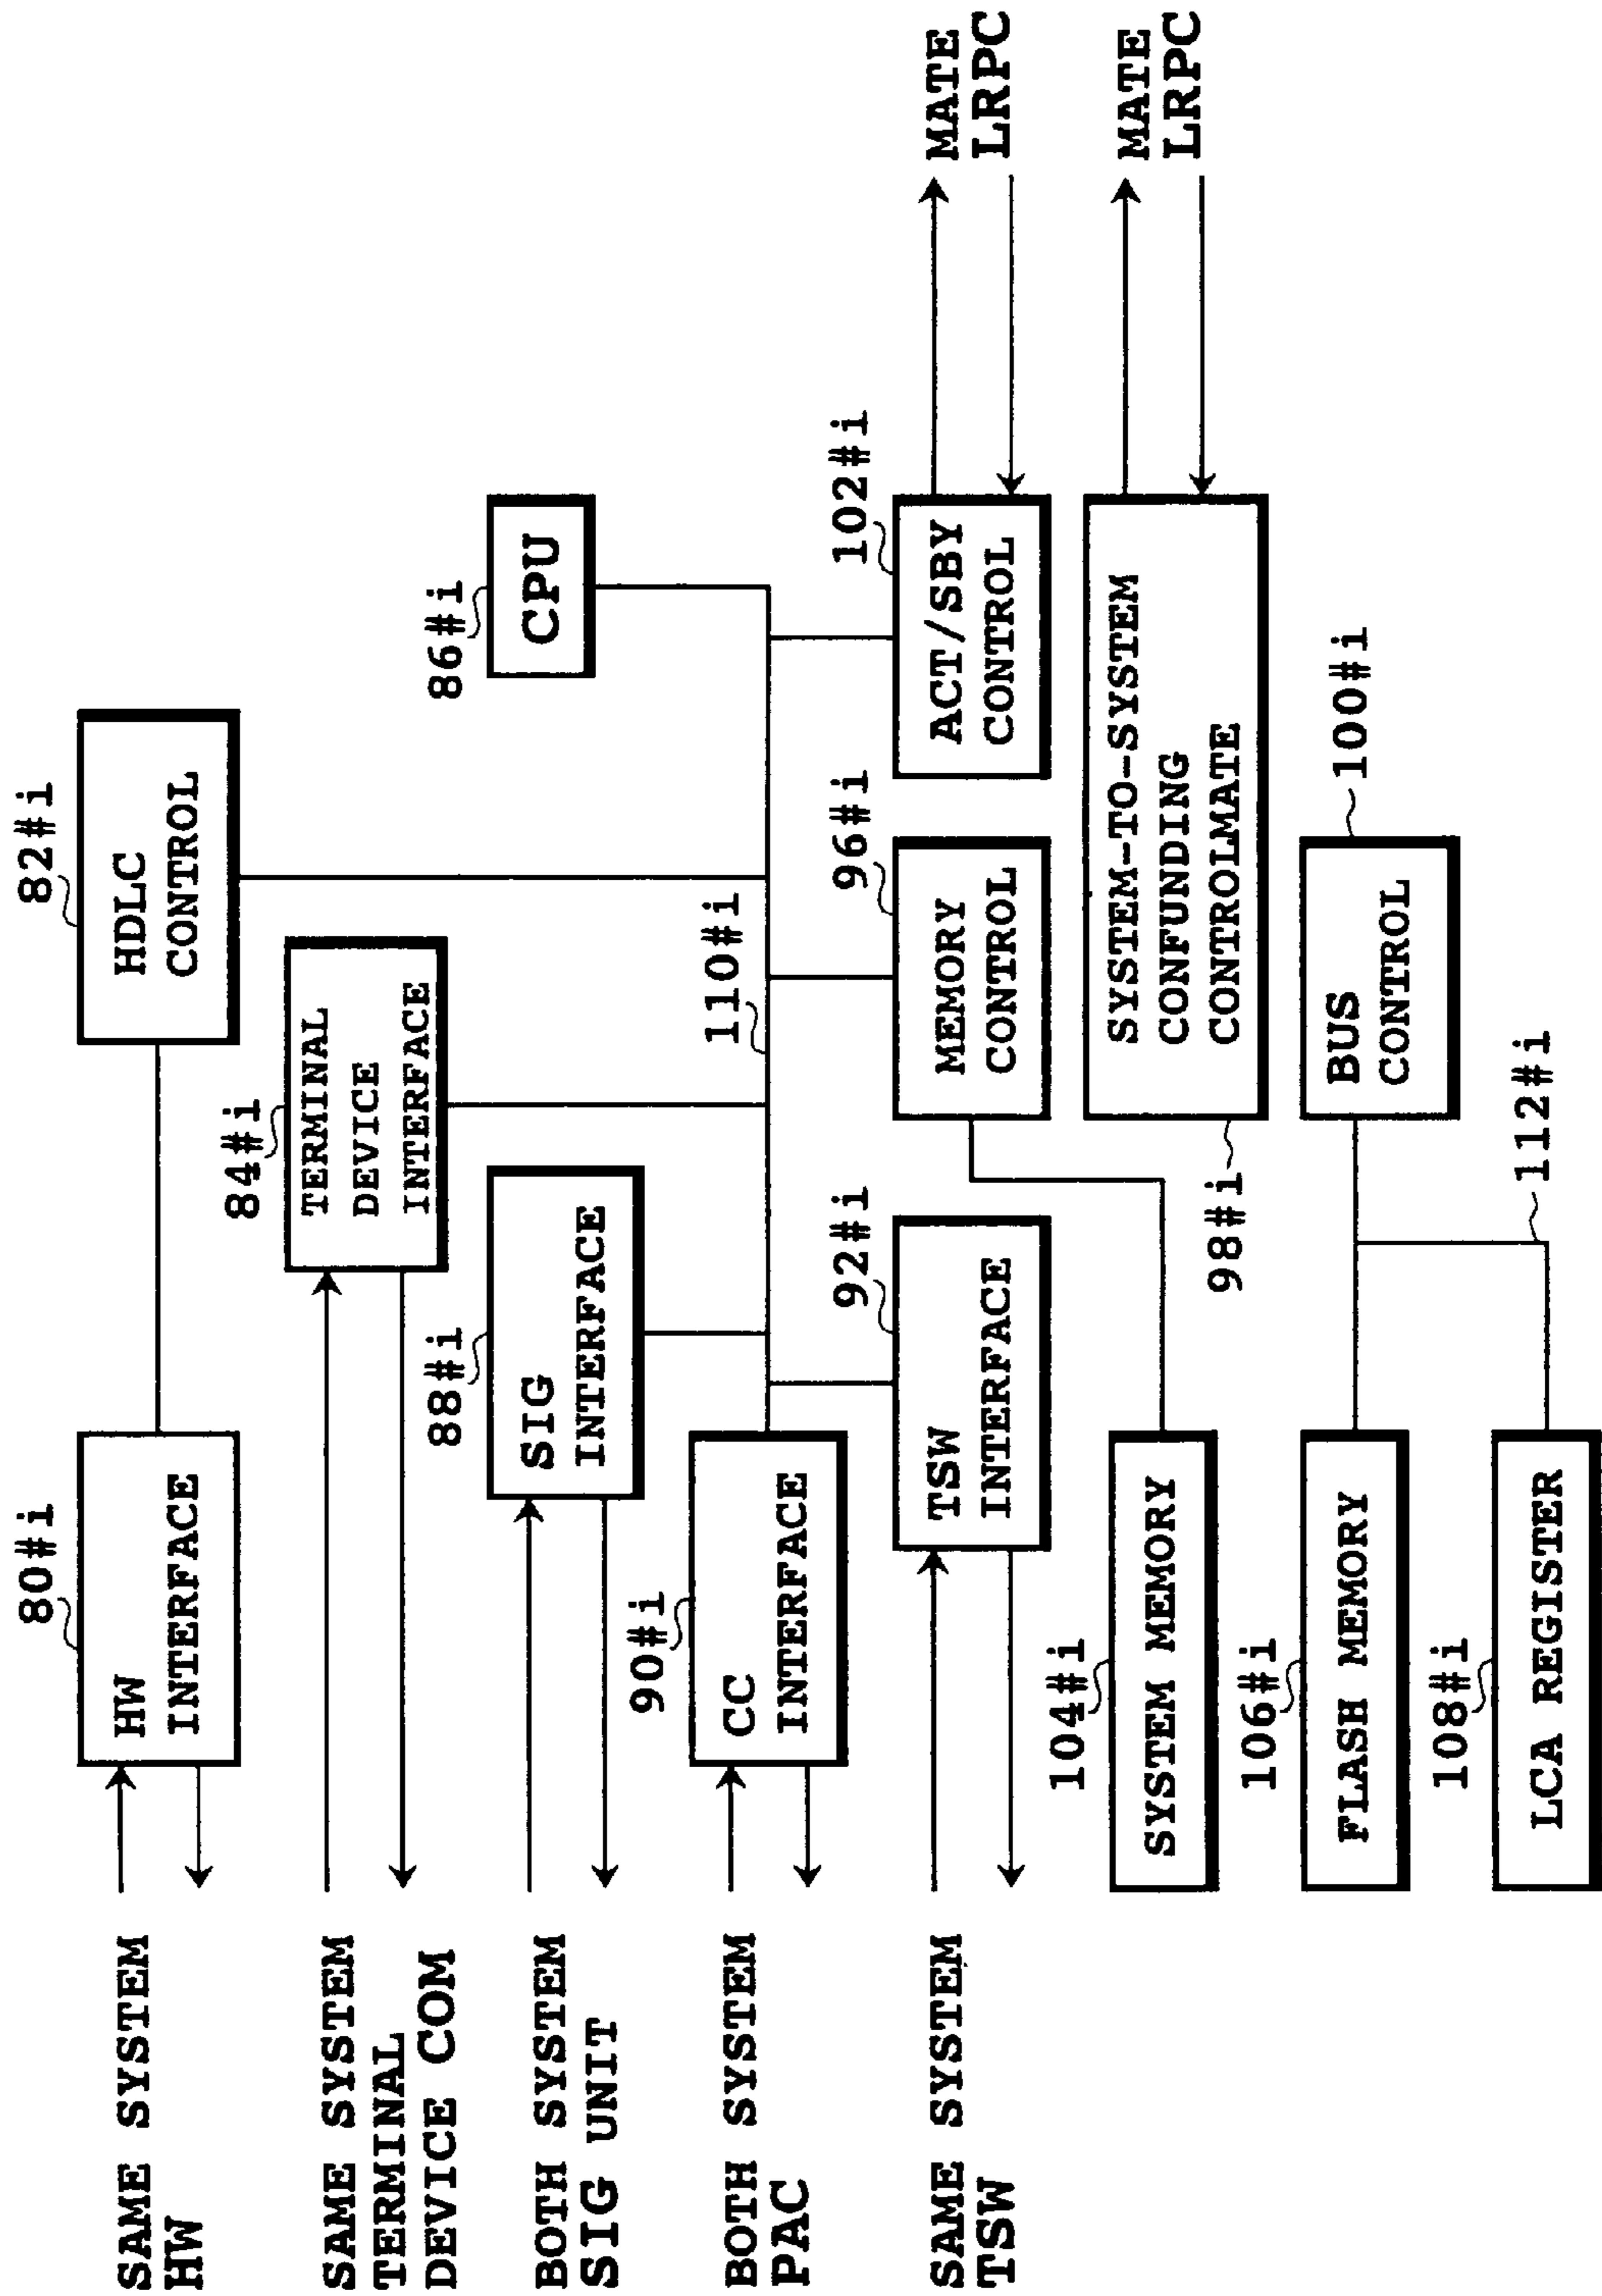 SAME SYSTEM
HW
80#i
HW
INTERFACE
82#i
HDLC
CONTROL
SAME SYSTEM
TERMINAL
DEVICE COM
84#i
TERMINAL
DEVICE
INTERFACE
BOTH SYSTEM
SIG UNIT
88#i
SIG
INTERFACE
86#i
CPU
BOTH SYSTEM
PAC
90#i
CC
INTERFACE
110#i
SAME SYSTEM
TSW
92#i
TSW
INTERFACE
96#i
MEMORY
CONTROL
102#i
ACT/SBY
CONTROL
MATE
LRPC
104#i
SYSTEM MEMORY
98#i
SYSTEM-TO-SYSTEM
CONFUNDING
CONTROLMATE
MATE
LRPC
106#i
FLASH MEMORY
BUS
CONTROL
100#i
108#i
LCA REGISTER
112#i